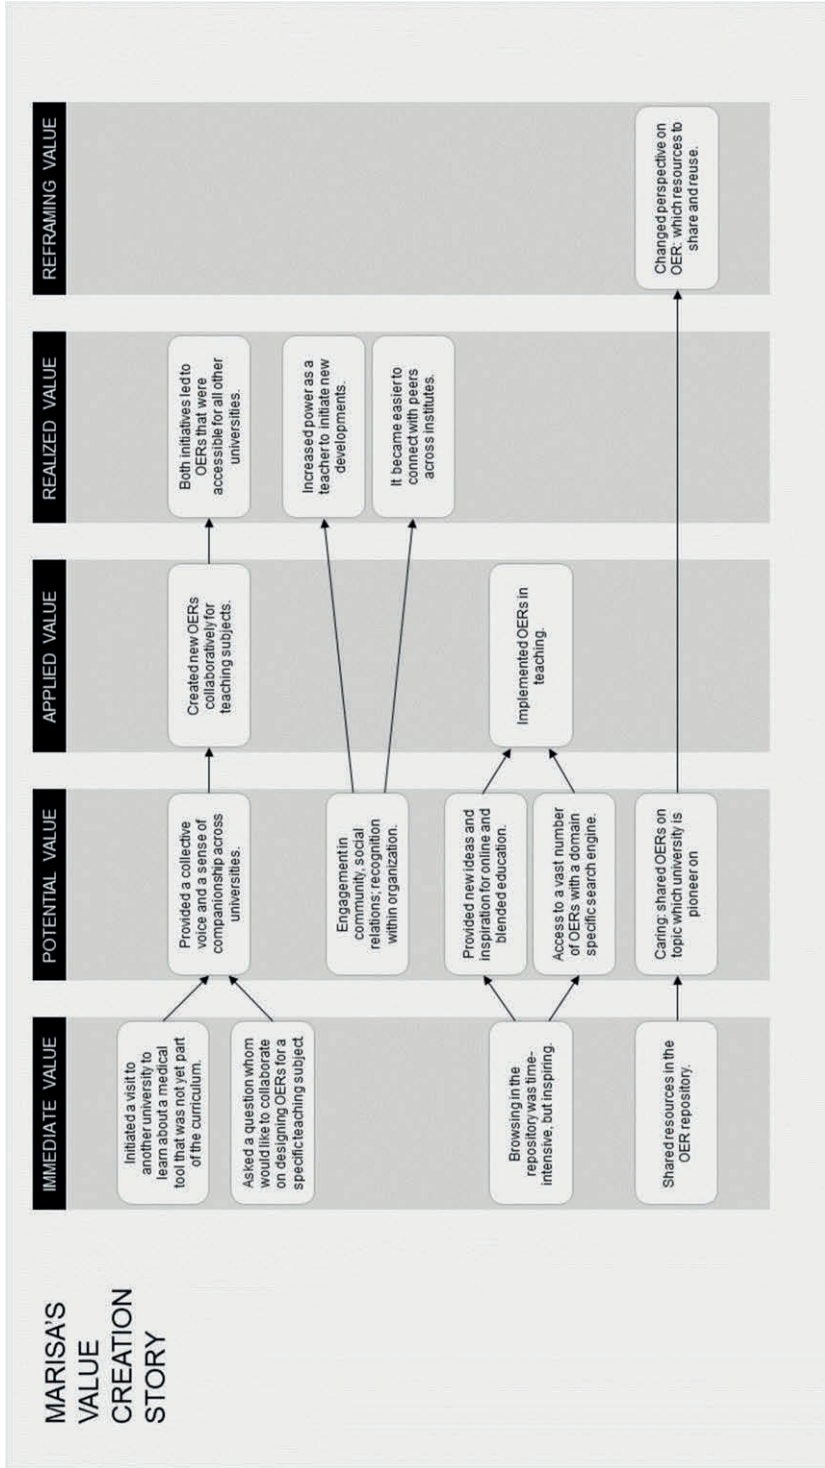 MARISA'S
VALUE
CREATION
STORY
IMMEDIATE VALUE
Initiated a visit to
another university to
learn about a medical
tool that was not yet part
of the curriculum.
Asked a question whom
would like to collaborate
on designing OERs for a
specific teaching subject
Browsing in the
repository was time-
intensive, but inspiring.
Shared resources in the
OER repository.
POTENTIAL VALUE
Provided a collective
voice and a sense of
companionship across
universities.
Engagement in
community, social
relations; recognition
within organization.
Provided new ideas and
inspiration for online and
blended education.
Access to a vast number
of OERs with a domain
specific search engine.
Caring: shared OERs on
topic which university is
pioneer on
APPLIED VALUE
Created new OERs
collaboratively for
teaching subjects.
Implemented OERs in
teaching.
REALIZED VALUE
Both initiatives led to
OERs that were
accessible for all other
universities.
Increased power as a
teacher to initiate new
developments.
It became easier to
connect with peers
across institutes.
REFRAMING VALUE
Changed perspective on
OER: which resources to
share and reuse.